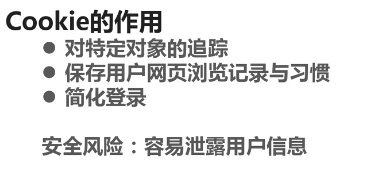 Cookie的作用
● 对特定对象的追踪
● 保存用户网页浏览记录与习惯
● 简化登录
安全风险：容易泄露用户信息